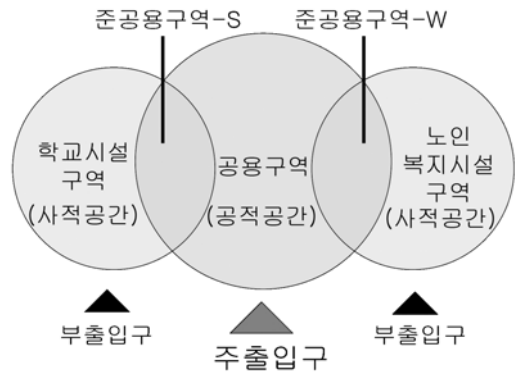 준공용구역-S
준공용구역-W
학교시설
구역
(사적공간)
공용구역
(공적공간)
노인
복지시설
구역
(사적공간)
부출입구
주출입구
부출입구